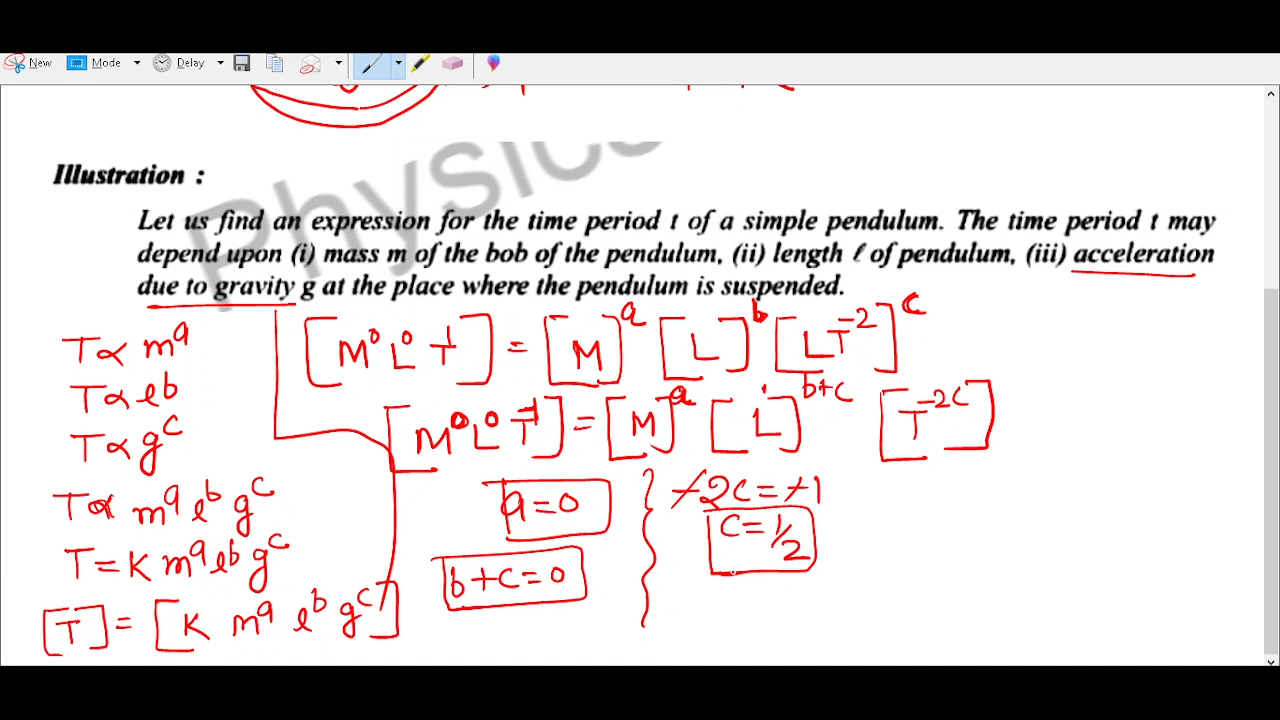 New Mode Delay
Physics
Illustration :
Let us find an expression for the time period t of a simple pendulum. The time period t may
depend upon (i) mass m of the bob of the pendulum, (ii) length ℓ of pendulum, (iii) acceleration
due to gravity g at the place where the pendulum is suspended.
T∝ m^a
T∝ l^b
T∝ g^c
T∝ m^a l^b g^c
T=K m^a l^b g^c
[T] = [K m^a l^b g^c]
[M^0 L^0 T^1] = [M]^a [L]^b [LT^-2]^c
[M^0 L^0 T^-1] = [M]^a [L]^b+c [T^-2c]
a=0
b+c=0
-2c=-1
c=1/2